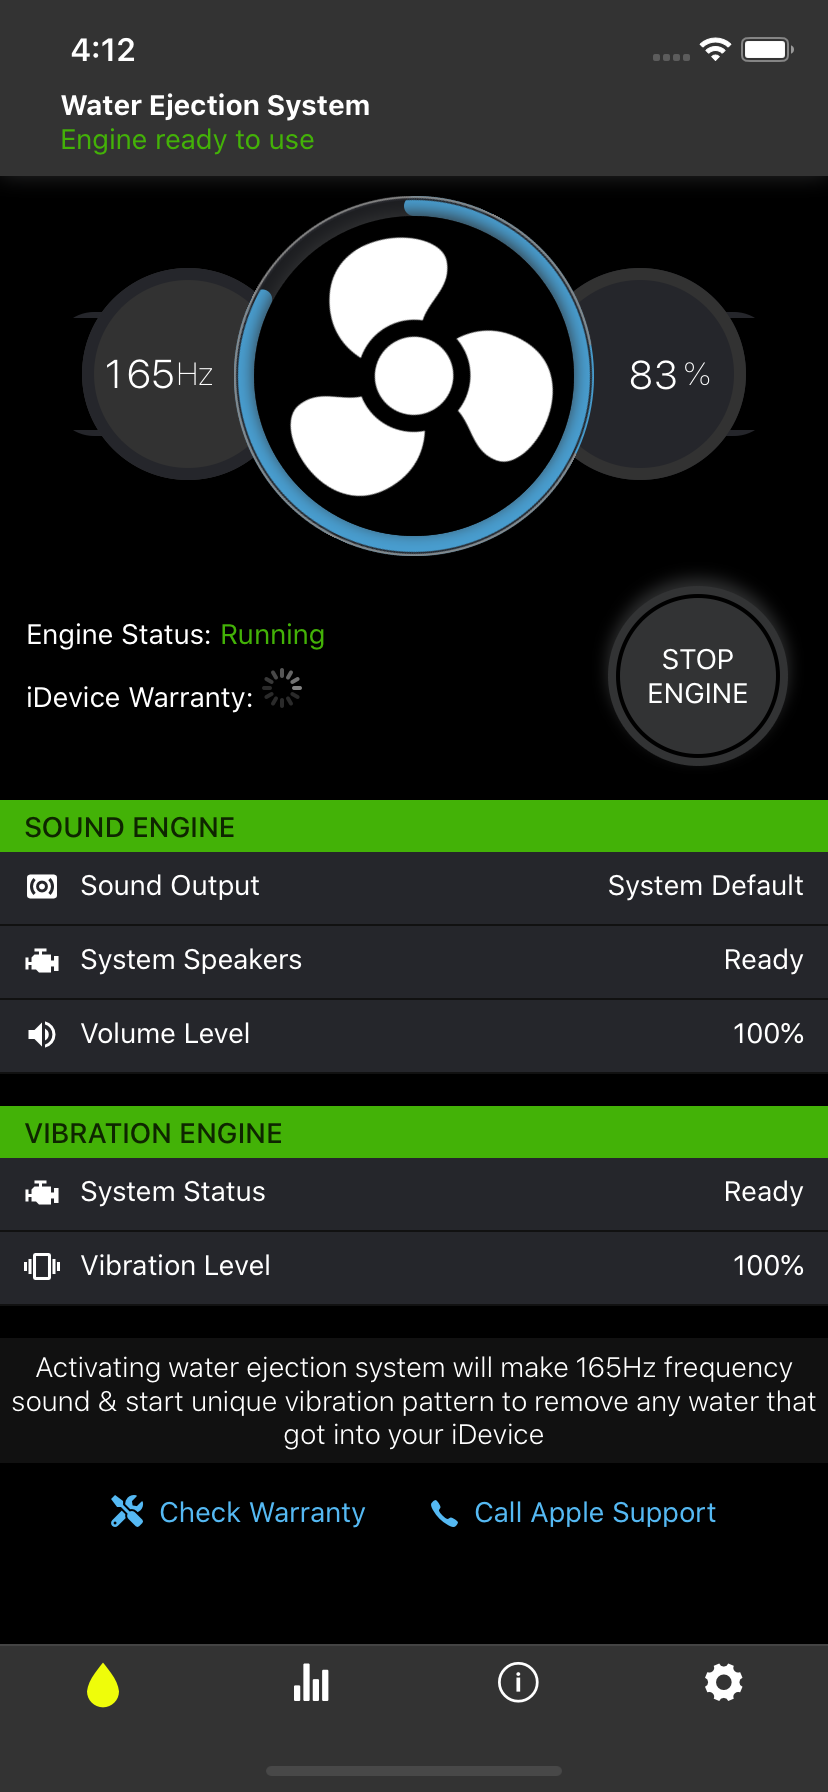 4:12
Water Ejection System
Engine ready to use
165Hz
83%
Engine Status: Running
iDevice Warranty:
STOP
ENGINE
SOUND ENGINE
Sound Output System Default
System Speakers Ready
Volume Level 100%
VIBRATION ENGINE
System Status Ready
Vibration Level 100%
Activating water ejection system will make 165Hz frequency
sound & start unique vibration pattern to remove any water that
got into your iDevice
Check Warranty Call Apple Support